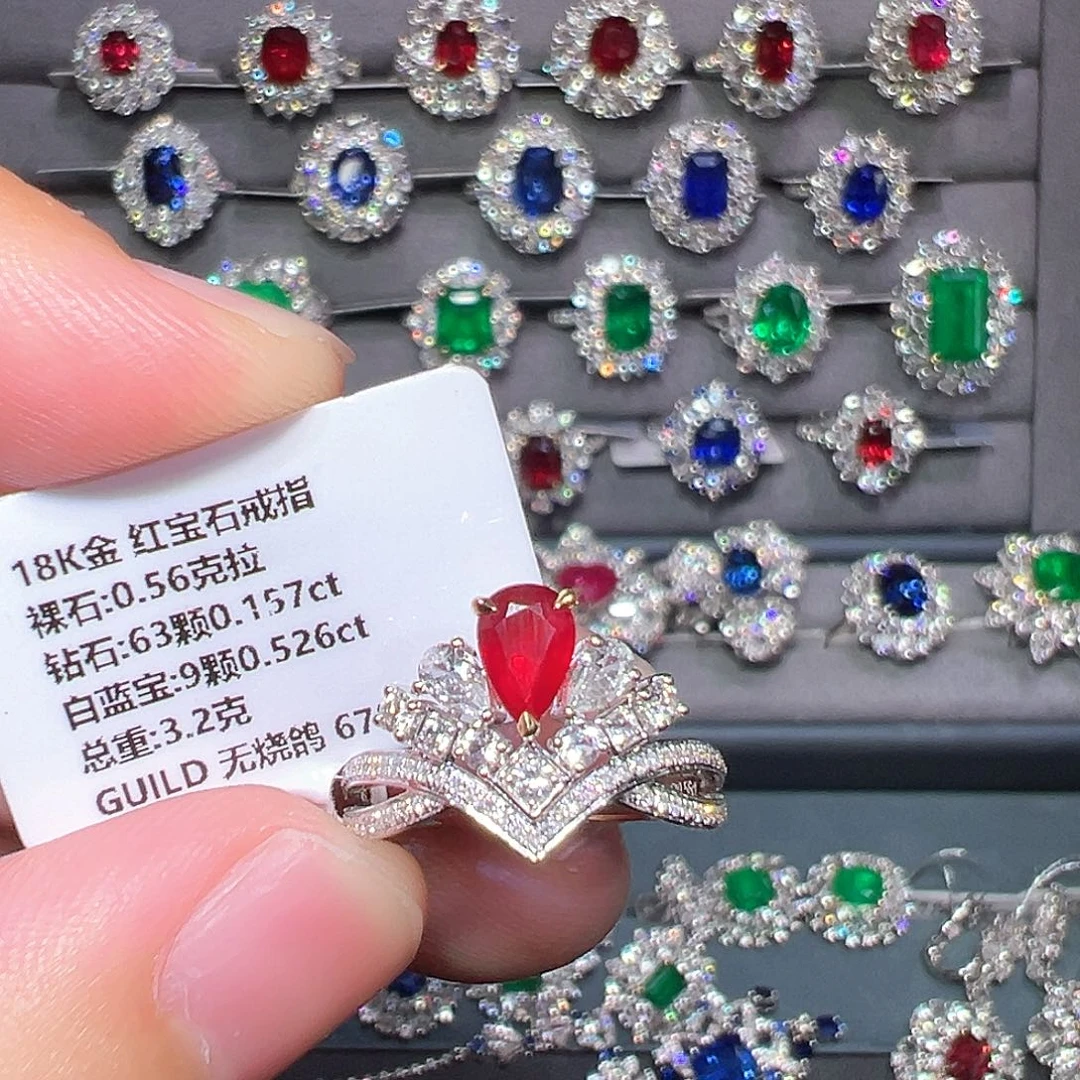 18K金 红宝石戒指
裸石:0.56克拉
钻石:63颗0.157ct
白蓝宝:9颗0.526ct
总重:3.2克
GUILD 无烧鸽